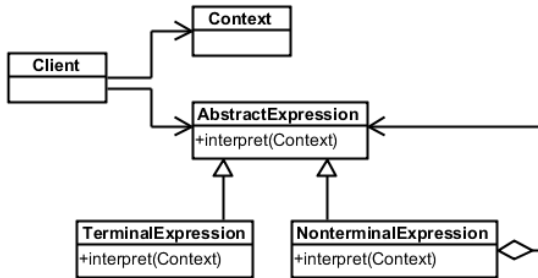 Context
Client
AbstractExpression
+interpret(Context)
TerminalExpression
+interpret(Context)
NonterminalExpression
+interpret(Context)